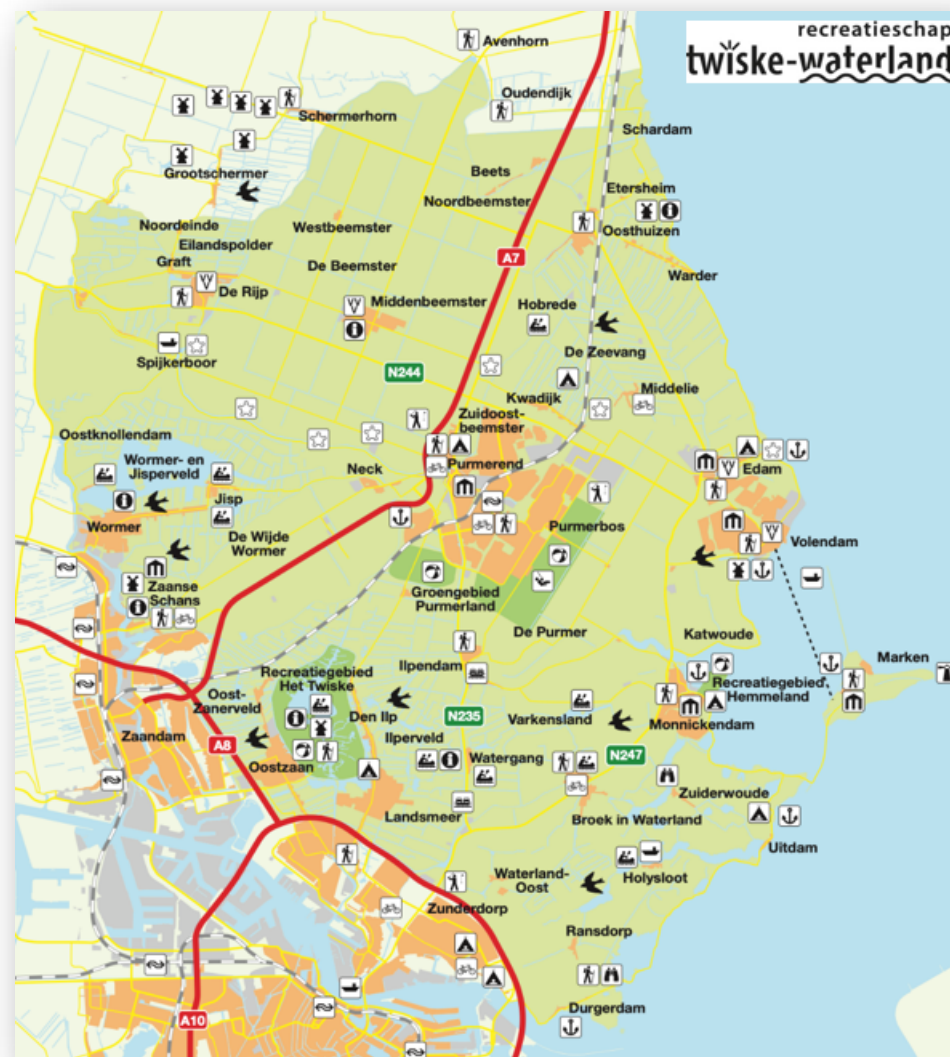 recreatieschap
twiske-waterland
Avenhorn
Oudendijk
Schermerhorn
Schardam
Beets
Grootschermer
Noordbeemster
Etersheim
Oosthuizen
Noordeinde
Westbeemster
Eilandspolder
Graft
De Beemster
A7
Warder
De Rijp
Middenbeemster
Hobrede
Spijkerboor
De Zeevang
N244
Kwadijk
Middelie
Zuidoost-
beemster
Oostknollendam
Wormer- en
Jisperveld
Neck
Purmerend
Edam
Jisp
Wormer
De Wijde
Wormer
Purmerbos
Volendam
Zaanse
Schans
Groengebied
Purmerland
De Purmer
Katwoude
Ilpendam
Marken
Recreatiegebied
Het Twiske
Recreatiegebied
Hemmeland
Oost-
Zanerveld
Den Ilp
N235
Varkensland
Monnickendam
Zaandam
A8
Ilperveld
Watergang
N247
Oostzaan
Zuiderwoude
Landsmeer
Broek in Waterland
Uitdam
Waterland-
Oost
Holysloot
Zunderdorp
Ransdorp
Durgerdam
A10